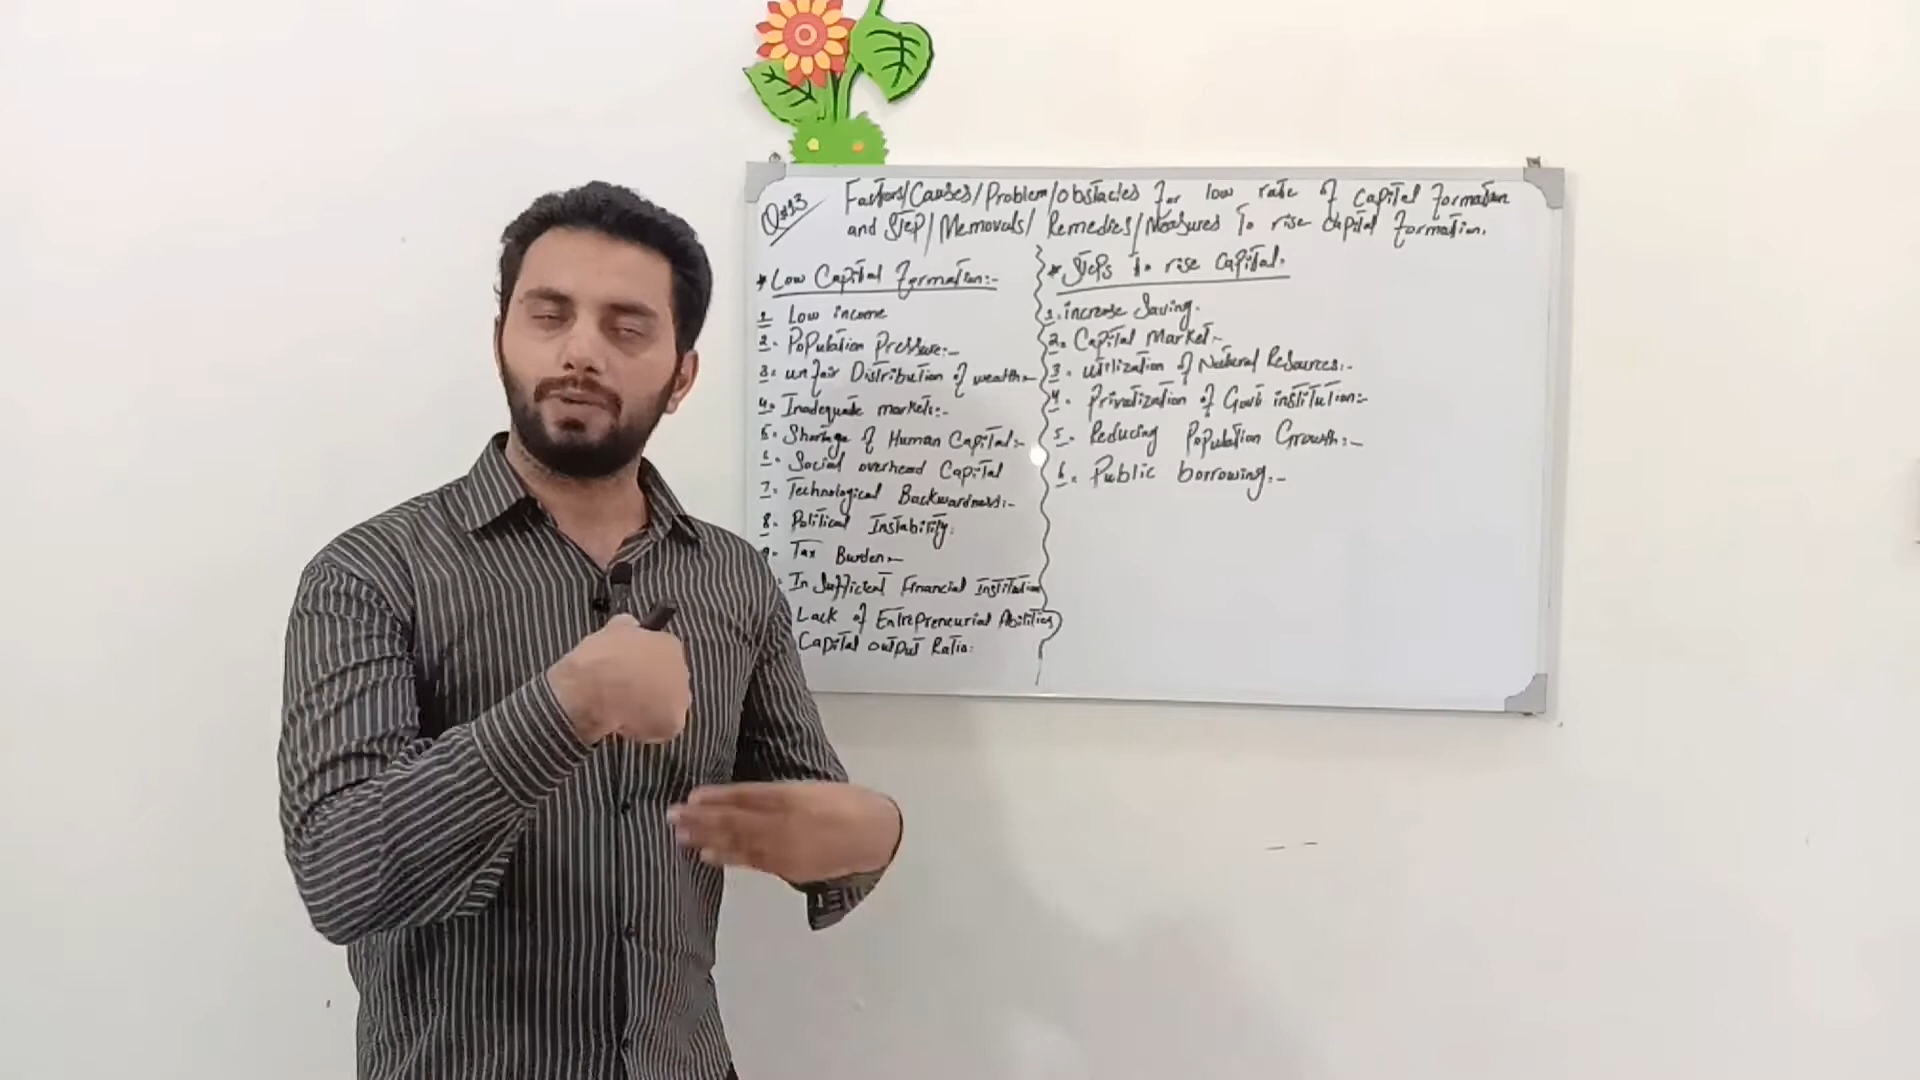 Q#13 Factors/Causes/Problem/obstacles for low rate of Capital Formation
and Step/Memovals/Remedies/Measures To rise Capital Formation.
* Low Capital Formation:-
1 Low income
2- Population Pressure:-
3- unfair Distribution of wealth-
4- Inadequate markets:-
5- Shortage of Human Capital:-
6- Social overhead Capital
7- Technological Backwardness:-
8- Political Instability.
9- Tax Burden-
In Sufficient Financial Institution
Lack of Entrepreneurial Abilities
Capital output Ratio:
* Steps to rise Capital.
1. increase Saving.
2. Capital Market-
3- utilization of Natural Resources:-
4- Privatization of Govt institution:-
5- Reducing Population Growth:-
6- Public borrowing:-